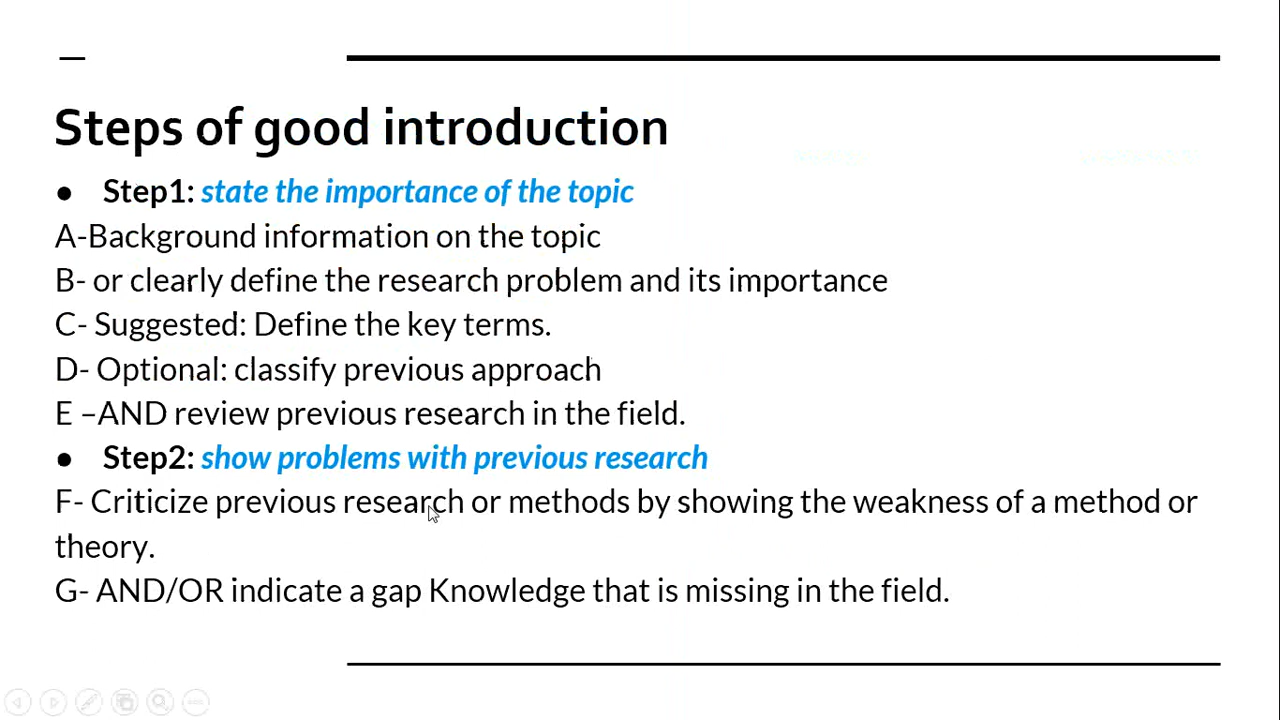 Steps of good introduction
● Step1: state the importance of the topic
A-Background information on the topic
B- or clearly define the research problem and its importance
C- Suggested: Define the key terms.
D- Optional: classify previous approach
E –AND review previous research in the field.
● Step2: show problems with previous research
F- Criticize previous research or methods by showing the weakness of a method or
theory.
G- AND/OR indicate a gap Knowledge that is missing in the field.